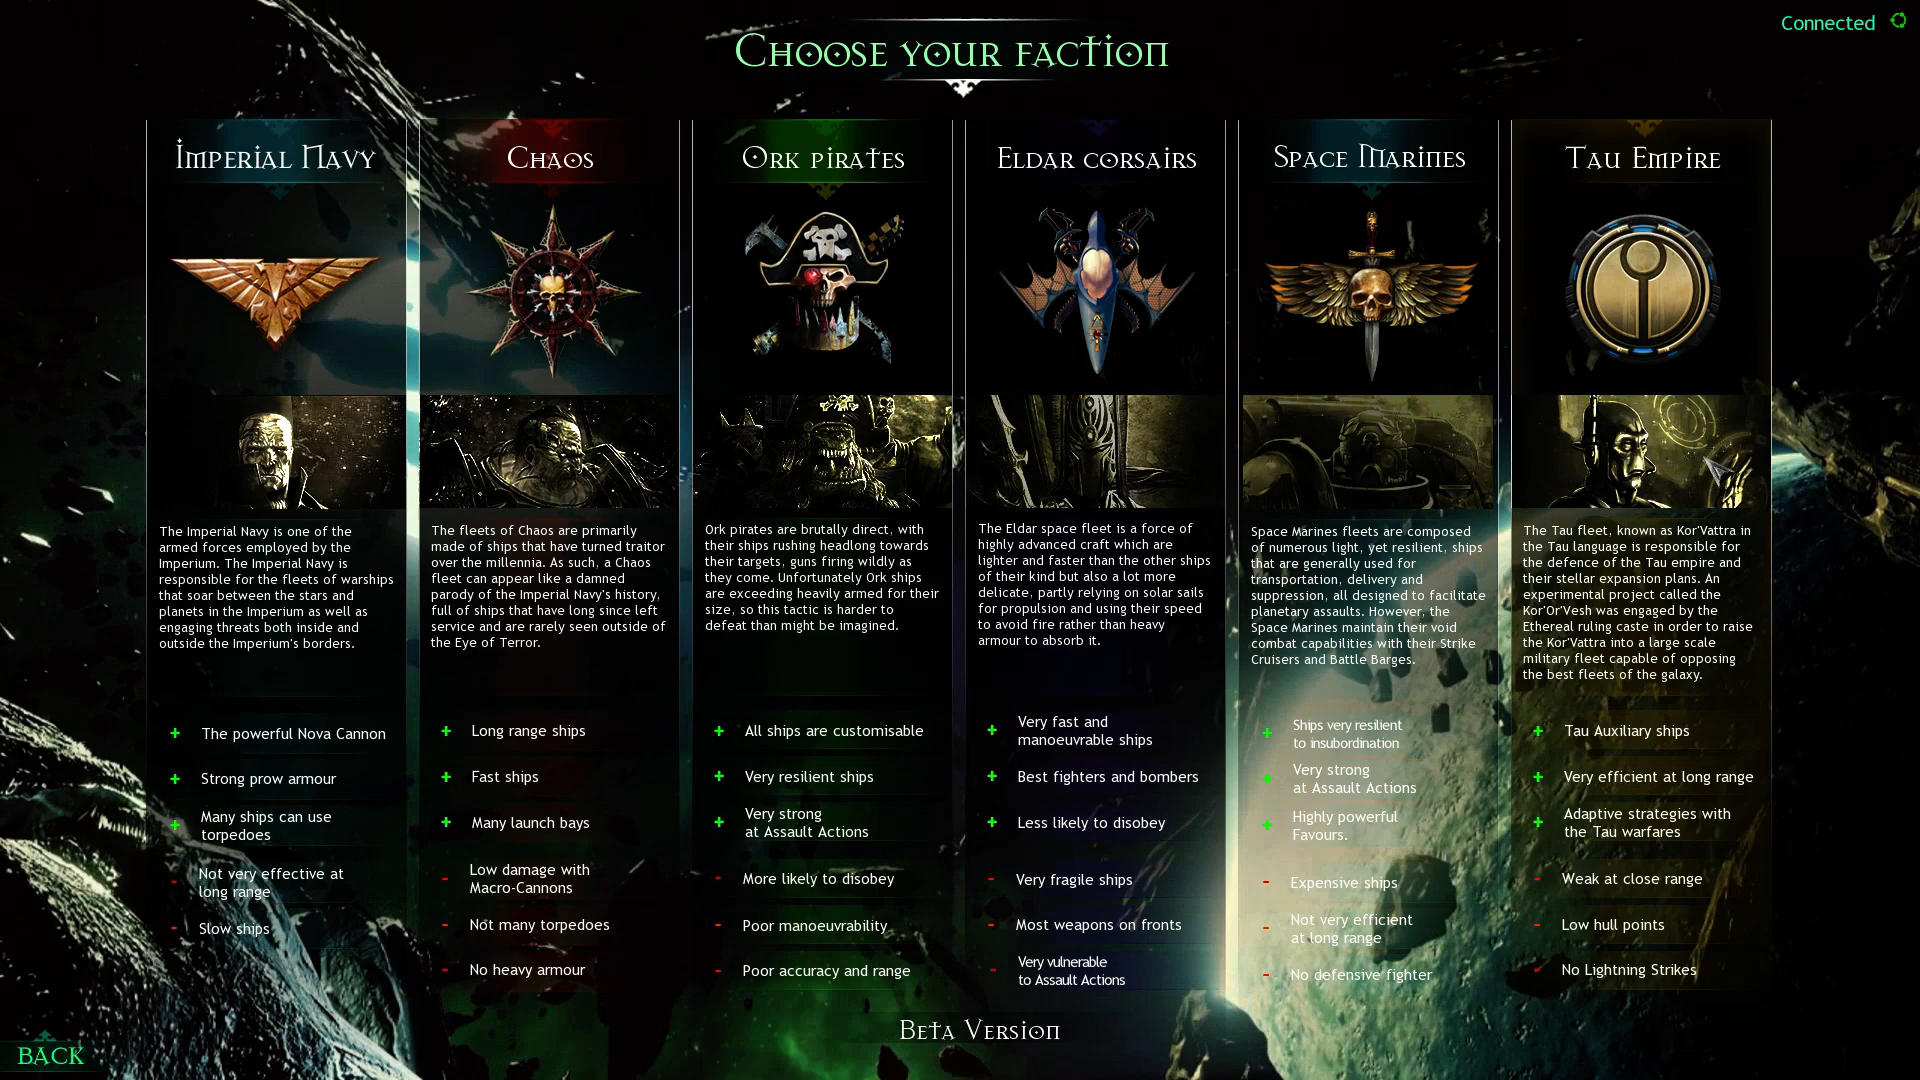 Connected
Choose your faction
Imperial Navy
The Imperial Navy is one of the
armed forces employed by the
Imperium. The Imperial Navy is
responsible for the fleets of warships
that soar between the stars and
planets in the Imperium as well as
engaging threats both inside and
outside the Imperium's borders.
+ The powerful Nova Cannon
+ Strong prow armour
+ Many ships can use
torpedoes
- Not very effective at
long range
- Slow ships
Chaos
The fleets of Chaos are primarily
made of ships that have turned traitor
over the millennia. As such, a Chaos
fleet can appear like a damned
parody of the Imperial Navy's history,
full of ships that have long since left
service and are rarely seen outside of
the Eye of Terror.
+ Long range ships
+ Fast ships
+ Many launch bays
- Low damage with
Macro-Cannons
- Not many torpedoes
- No heavy armour
Ork pirates
Ork pirates are brutally direct, with
their ships rushing headlong towards
their targets, guns firing wildly as
they come. Unfortunately Ork ships
are exceeding heavily armed for their
size, so this tactic is harder to
defeat than might be imagined.
+ All ships are customisable
+ Very resilient ships
+ Very strong
at Assault Actions
- More likely to disobey
- Poor manoeuvrability
- Poor accuracy and range
Eldar corsairs
The Eldar space fleet is a force of
highly advanced craft which are
lighter and faster than the other ships
of their kind but also a lot more
delicate, partly relying on solar sails
for propulsion and using their speed
to avoid fire rather than heavy
armour to absorb it.
+ Very fast and
manoeuvrable ships
+ Best fighters and bombers
+ Less likely to disobey
- Very fragile ships
- Most weapons on fronts
- Very vulnerable
to Assault Actions
Space Marines
Space Marines fleets are composed
of numerous light, yet resilient, ships
that are generally used for
transportation, delivery and
suppression, all designed to facilitate
planetary assaults. However, the
Space Marines maintain their void
combat capabilities with their Strike
Cruisers and Battle Barges.
+ Ships very resilient
to insubordination
+ Very strong
at Assault Actions
+ Highly powerful
Favours.
- Expensive ships
- Not very efficient
at long range
- No defensive fighter
Tau Empire
The Tau fleet, known as Kor'Vattra in
the Tau language is responsible for
the defence of the Tau empire and
their stellar expansion plans. An
experimental project called the
Kor'Or'Vesh was engaged by the
Ethereal ruling caste in order to raise
the Kor'Vattra into a large scale
military fleet capable of opposing
the best fleets of the galaxy.
+ Tau Auxiliary ships
+ Very efficient at long range
+ Adaptive strategies with
the Tau warfares
- Weak at close range
- Low hull points
- No Lightning Strikes
Beta Version
BACK